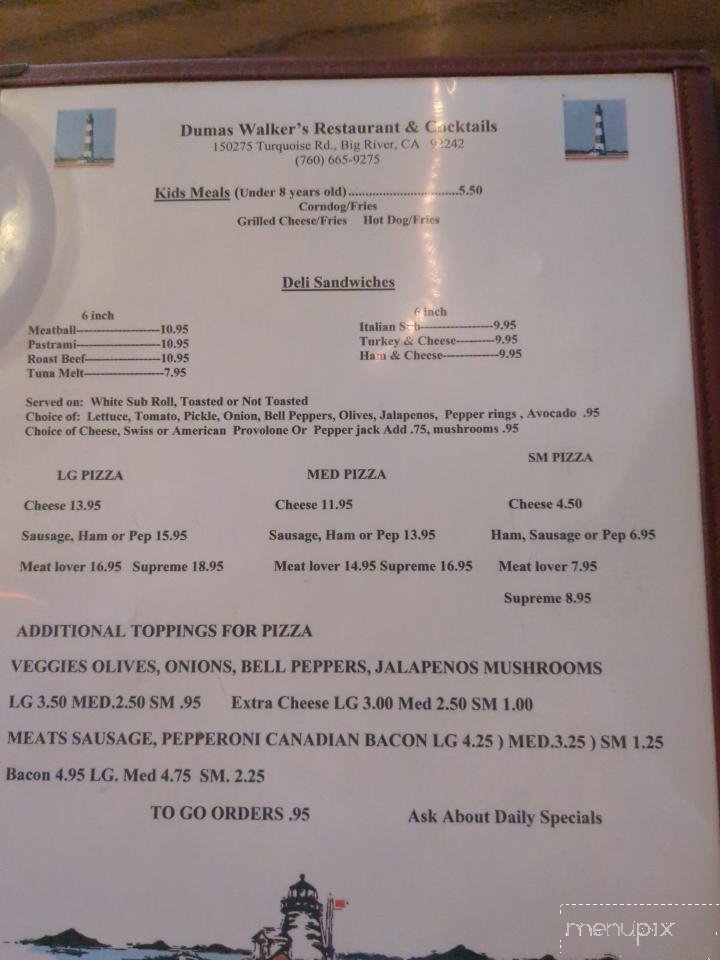 Dumas Walker's Restaurant & Cocktails
150275 Turquoise Rd., Big River, CA 92242
(760) 665-9275
Kids Meals (Under 8 years old)..............................5.50
Corndog/Fries
Grilled Cheese/Fries Hot Dog/Fries
Deli Sandwiches
6 inch
Meatball--------------------10.95
Pastrami--------------------10.95
Roast Beef------------------10.95
Tuna Melt-------------------7.95
6 inch
Italian Sub-----------------9.95
Turkey & Cheese---------9.95
Ham & Cheese-------------9.95
Served on: White Sub Roll, Toasted or Not Toasted
Choice of: Lettuce, Tomato, Pickle, Onion, Bell Peppers, Olives, Jalapenos, Pepper rings , Avocado .95
Choice of Cheese, Swiss or American Provolone Or Pepper jack Add .75, mushrooms .95
LG PIZZA
Cheese 13.95
Sausage, Ham or Pep 15.95
Meat lover 16.95 Supreme 18.95
MED PIZZA
Cheese 11.95
Sausage, Ham or Pep 13.95
Meat lover 14.95 Supreme 16.95
SM PIZZA
Cheese 4.50
Ham, Sausage or Pep 6.95
Meat lover 7.95
Supreme 8.95
ADDITIONAL TOPPINGS FOR PIZZA
VEGGIES OLIVES, ONIONS, BELL PEPPERS, JALAPENOS MUSHROOMS
LG 3.50 MED.2.50 SM .95 Extra Cheese LG 3.00 Med 2.50 SM 1.00
MEATS SAUSAGE, PEPPERONI CANADIAN BACON LG 4.25 ) MED.3.25 ) SM 1.25
Bacon 4.95 LG. Med 4.75 SM. 2.25
TO GO ORDERS .95 Ask About Daily Specials
menupix